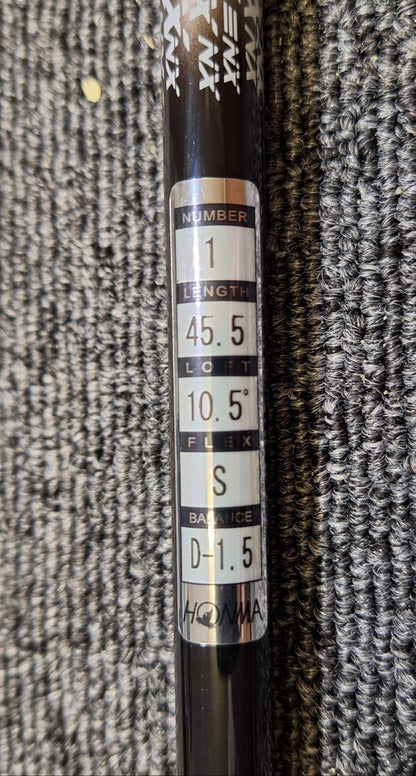 NUMBER
1
LENGTH
45.5
LOFT
10.5°
FLEX
S
BALANCE
D-1.5
HONMA